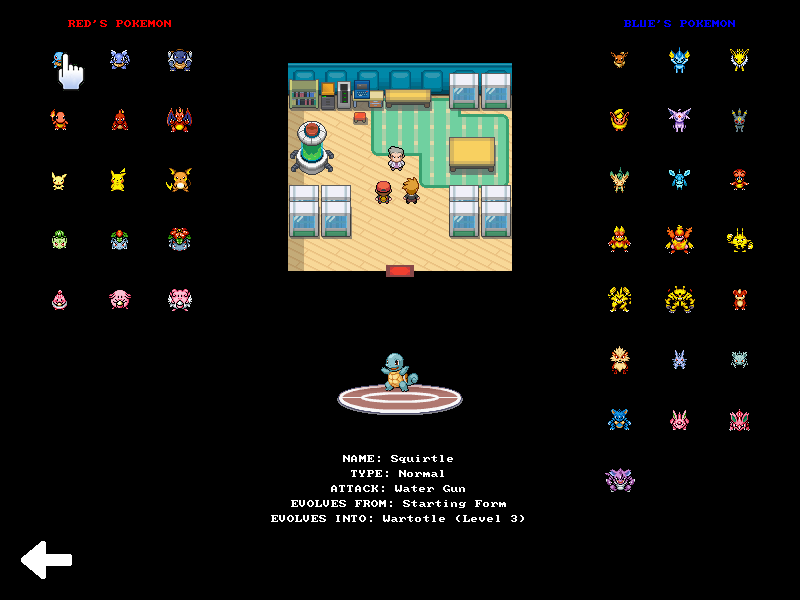 RED'S POKEMON
BLUE'S POKEMON
NAME: Squirtle
TYPE: Normal
ATTACK: Water Gun
EVOLVES FROM: Starting Form
EVOLVES INTO: Wartotle (Level 3)